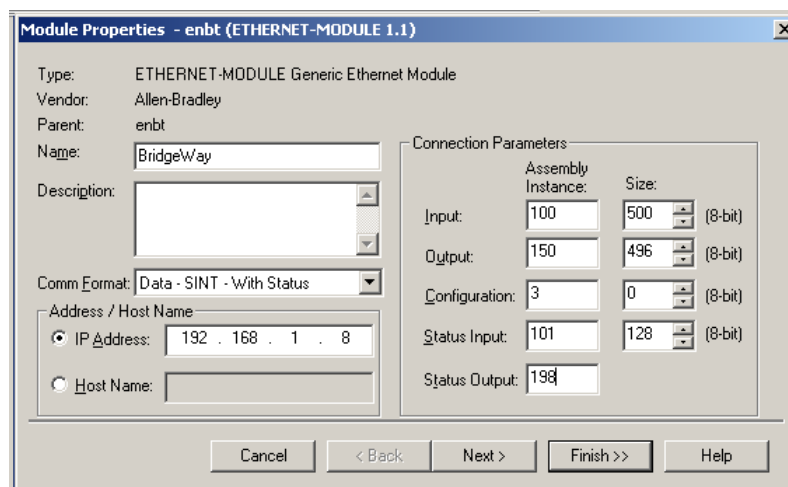 Module Properties - enbt (ETHERNET-MODULE 1.1)
Type: ETHERNET-MODULE Generic Ethernet Module
Vendor: Allen-Bradley
Parent: enbt
Name: BridgeWay
Description:
Comm Format: Data - SINT - With Status
Address / Host Name
IP Address: 192 . 168 . 1 . 8
Host Name:
Connection Parameters
Assembly
Instance: Size:
Input: 100 500 (8-bit)
Output: 150 496 (8-bit)
Configuration: 3 0 (8-bit)
Status Input: 101 128 (8-bit)
Status Output: 198
Cancel < Back Next > Finish >> Help